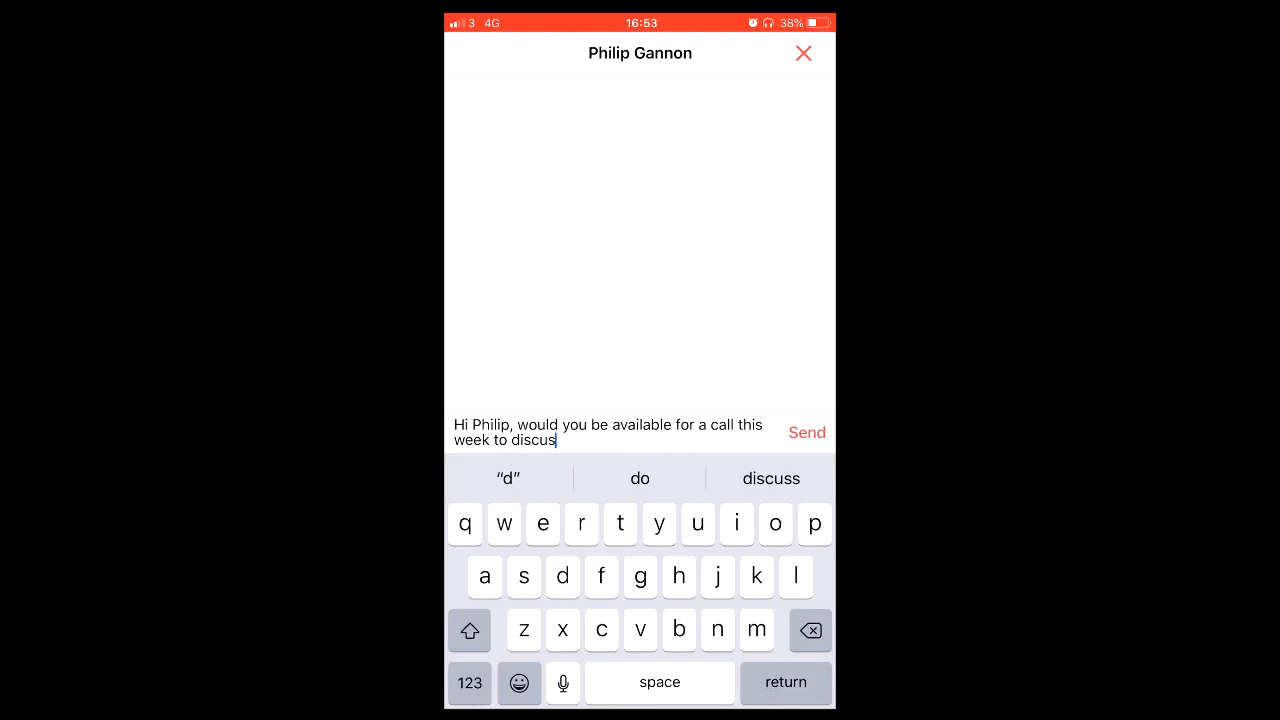 3 4G 16:53 38%
Philip Gannon
Hi Philip, would you be available for a call this
week to discus
Send
“d” do discuss
q w e r t y u i o p
a s d f g h j k l
z x c v b n m
123 space return